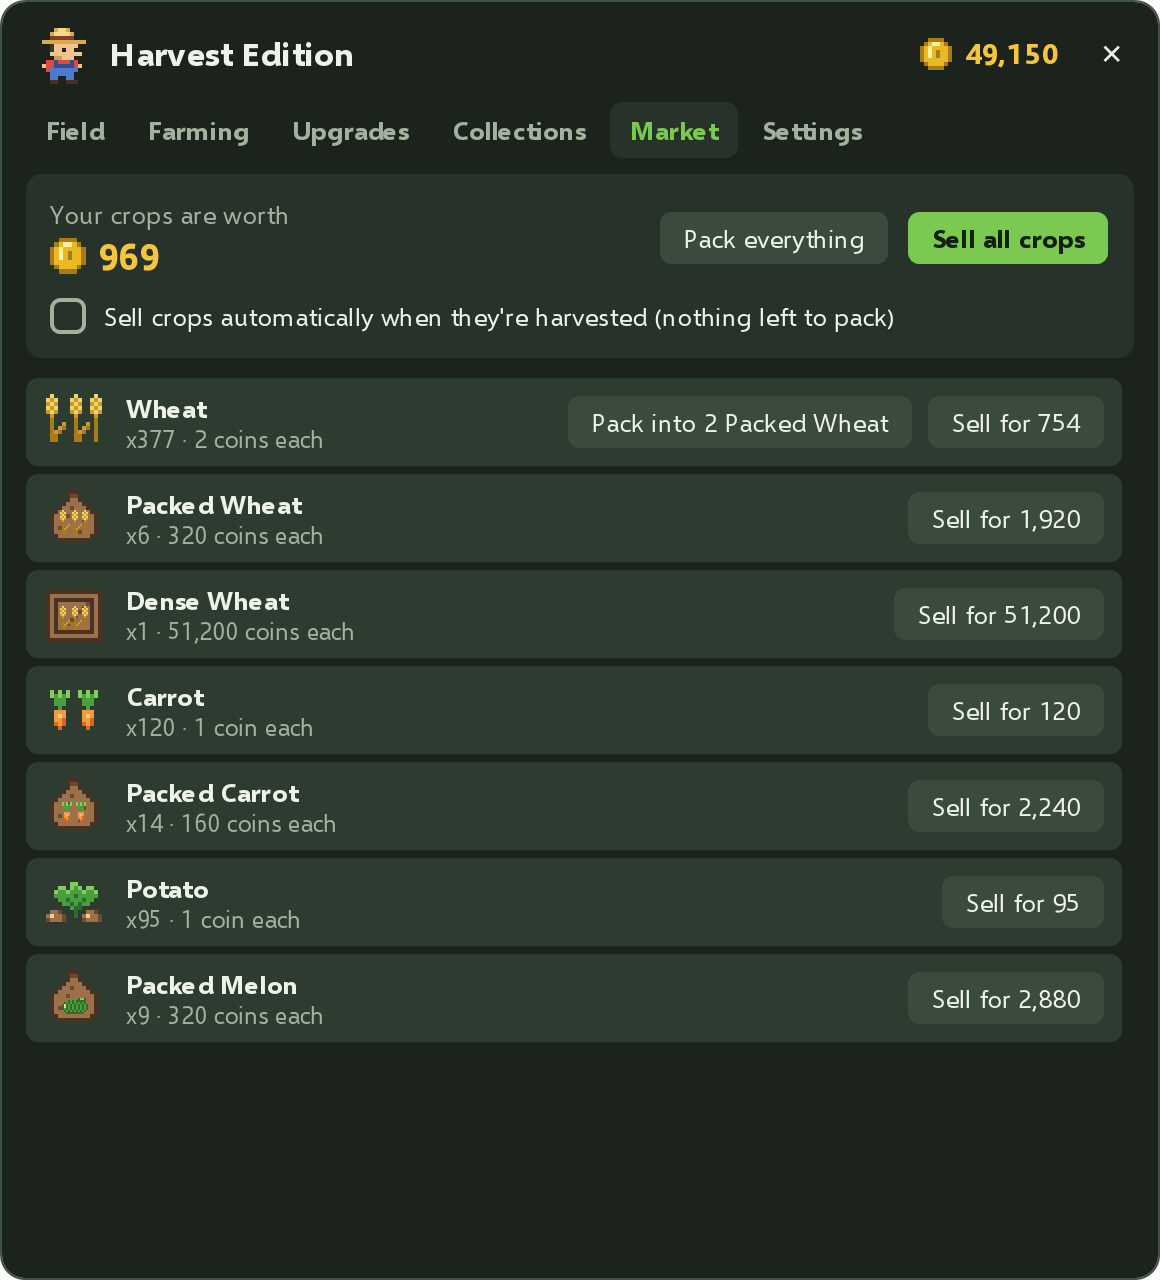 Harvest Edition
49,150
×
Field Farming Upgrades Collections Market Settings
Your crops are worth
969
Pack everything
Sell all crops
Sell crops automatically when they're harvested (nothing left to pack)
Wheat
x377 · 2 coins each
Pack into 2 Packed Wheat
Sell for 754
Packed Wheat
x6 · 320 coins each
Sell for 1,920
Dense Wheat
x1 · 51,200 coins each
Sell for 51,200
Carrot
x120 · 1 coin each
Sell for 120
Packed Carrot
x14 · 160 coins each
Sell for 2,240
Potato
x95 · 1 coin each
Sell for 95
Packed Melon
x9 · 320 coins each
Sell for 2,880